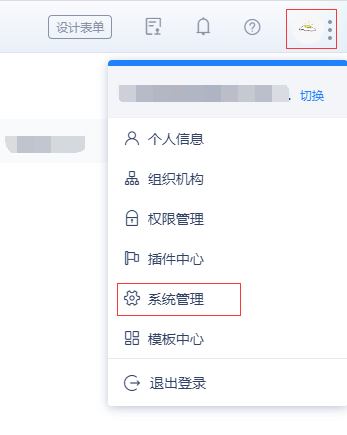 设计表单
切换
个人信息
组织机构
权限管理
插件中心
系统管理
模板中心
退出登录